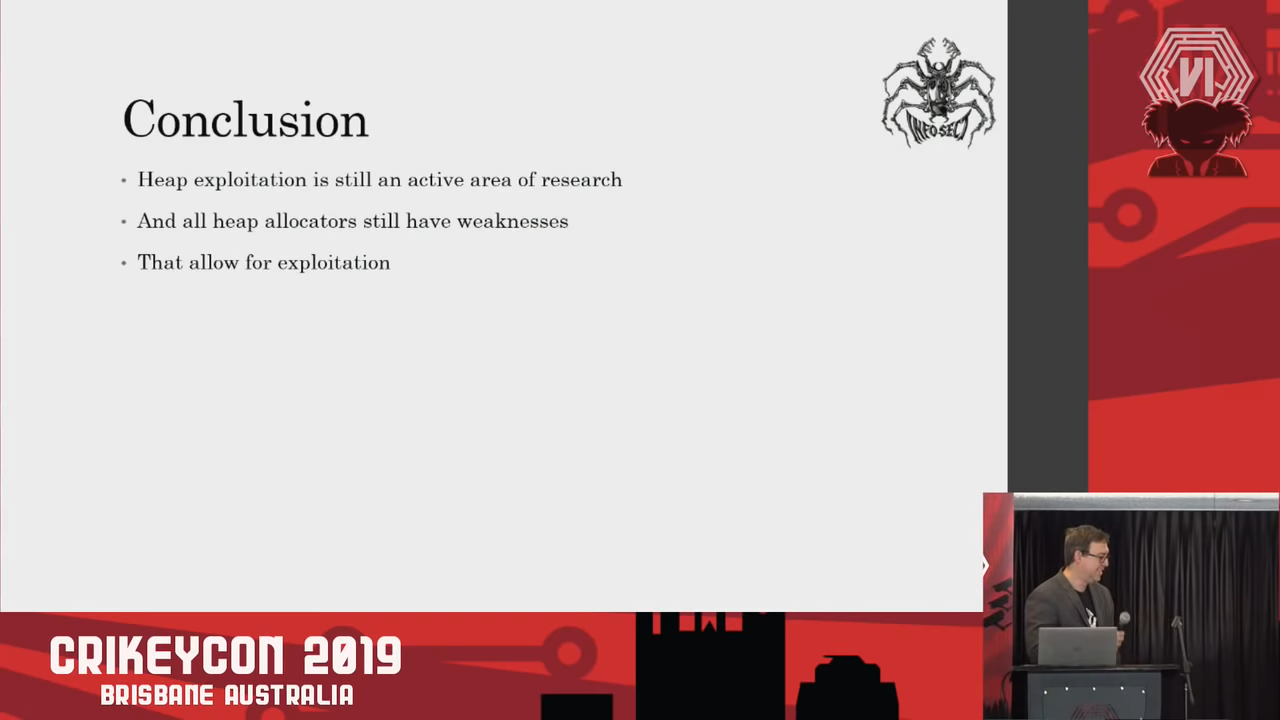 Conclusion
• Heap exploitation is still an active area of research
• And all heap allocators still have weaknesses
• That allow for exploitation
INFOSECT
VI
CRIKEYCON 2019
BRISBANE AUSTRALIA